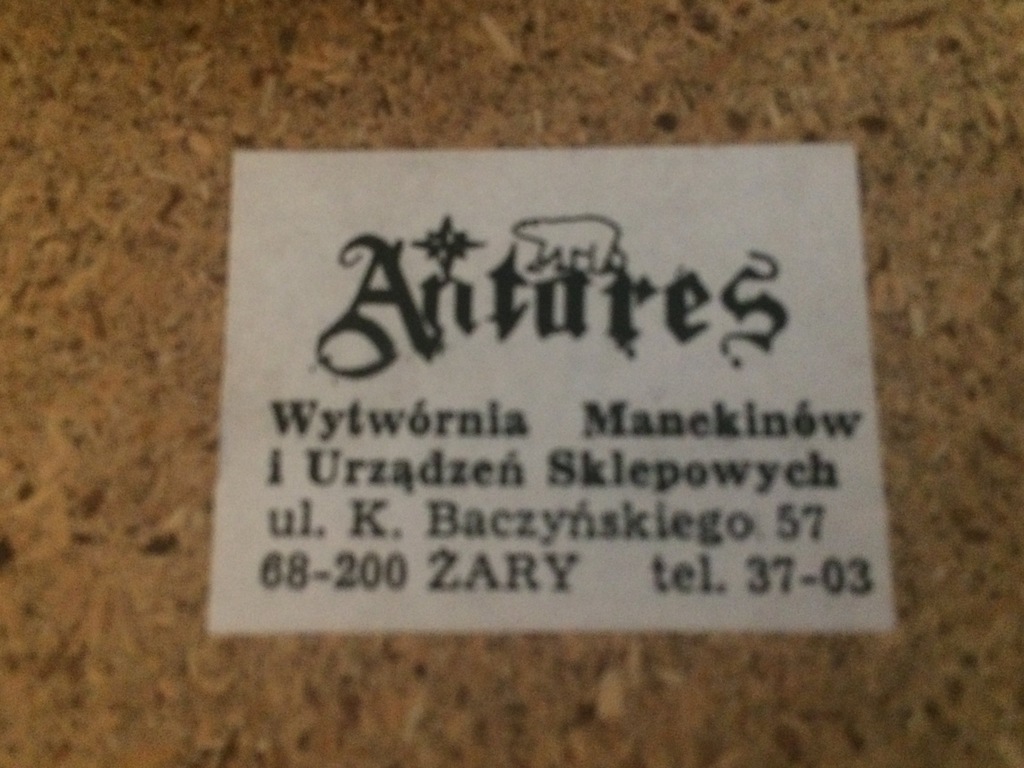 Antares
Wytwórnia Manekinów
i Urządzeń Sklepowych
ul. K. Baczyńskiego 57
68-200 ŻARY tel. 37-03